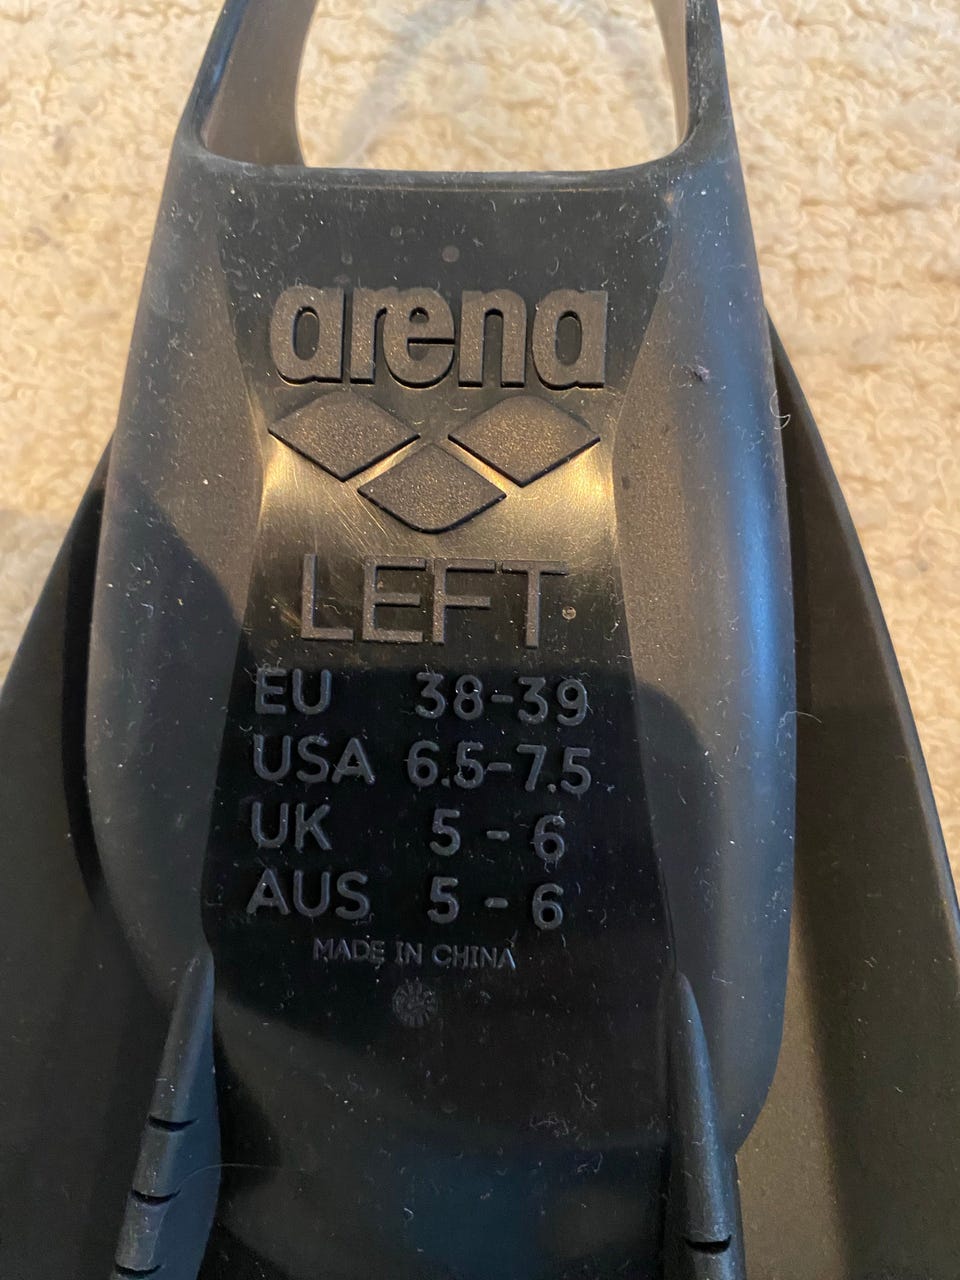 arena
LEFT
EU 38-39
USA 6.5-7.5
UK 5 - 6
AUS 5 - 6
MADE IN CHINA